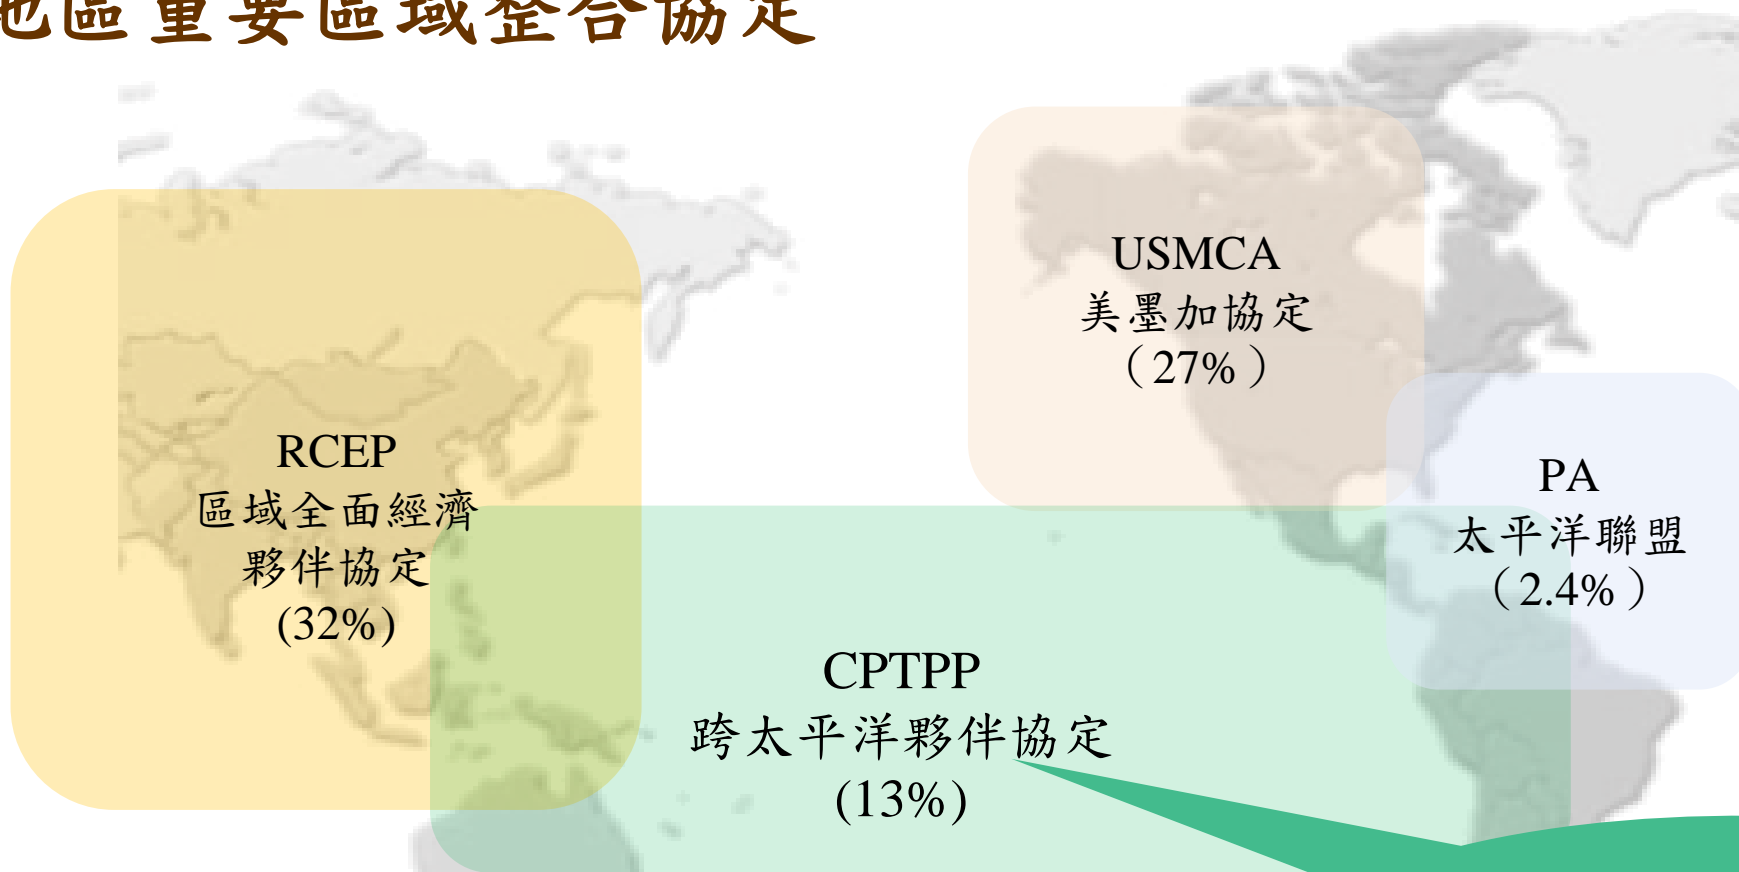 地區重要區域整合協定
USMCA
美墨加協定
（27%）
RCEP
區域全面經濟
夥伴協定
(32%)
PA
太平洋聯盟
（2.4%）
CPTPP
跨太平洋夥伴協定
(13%)